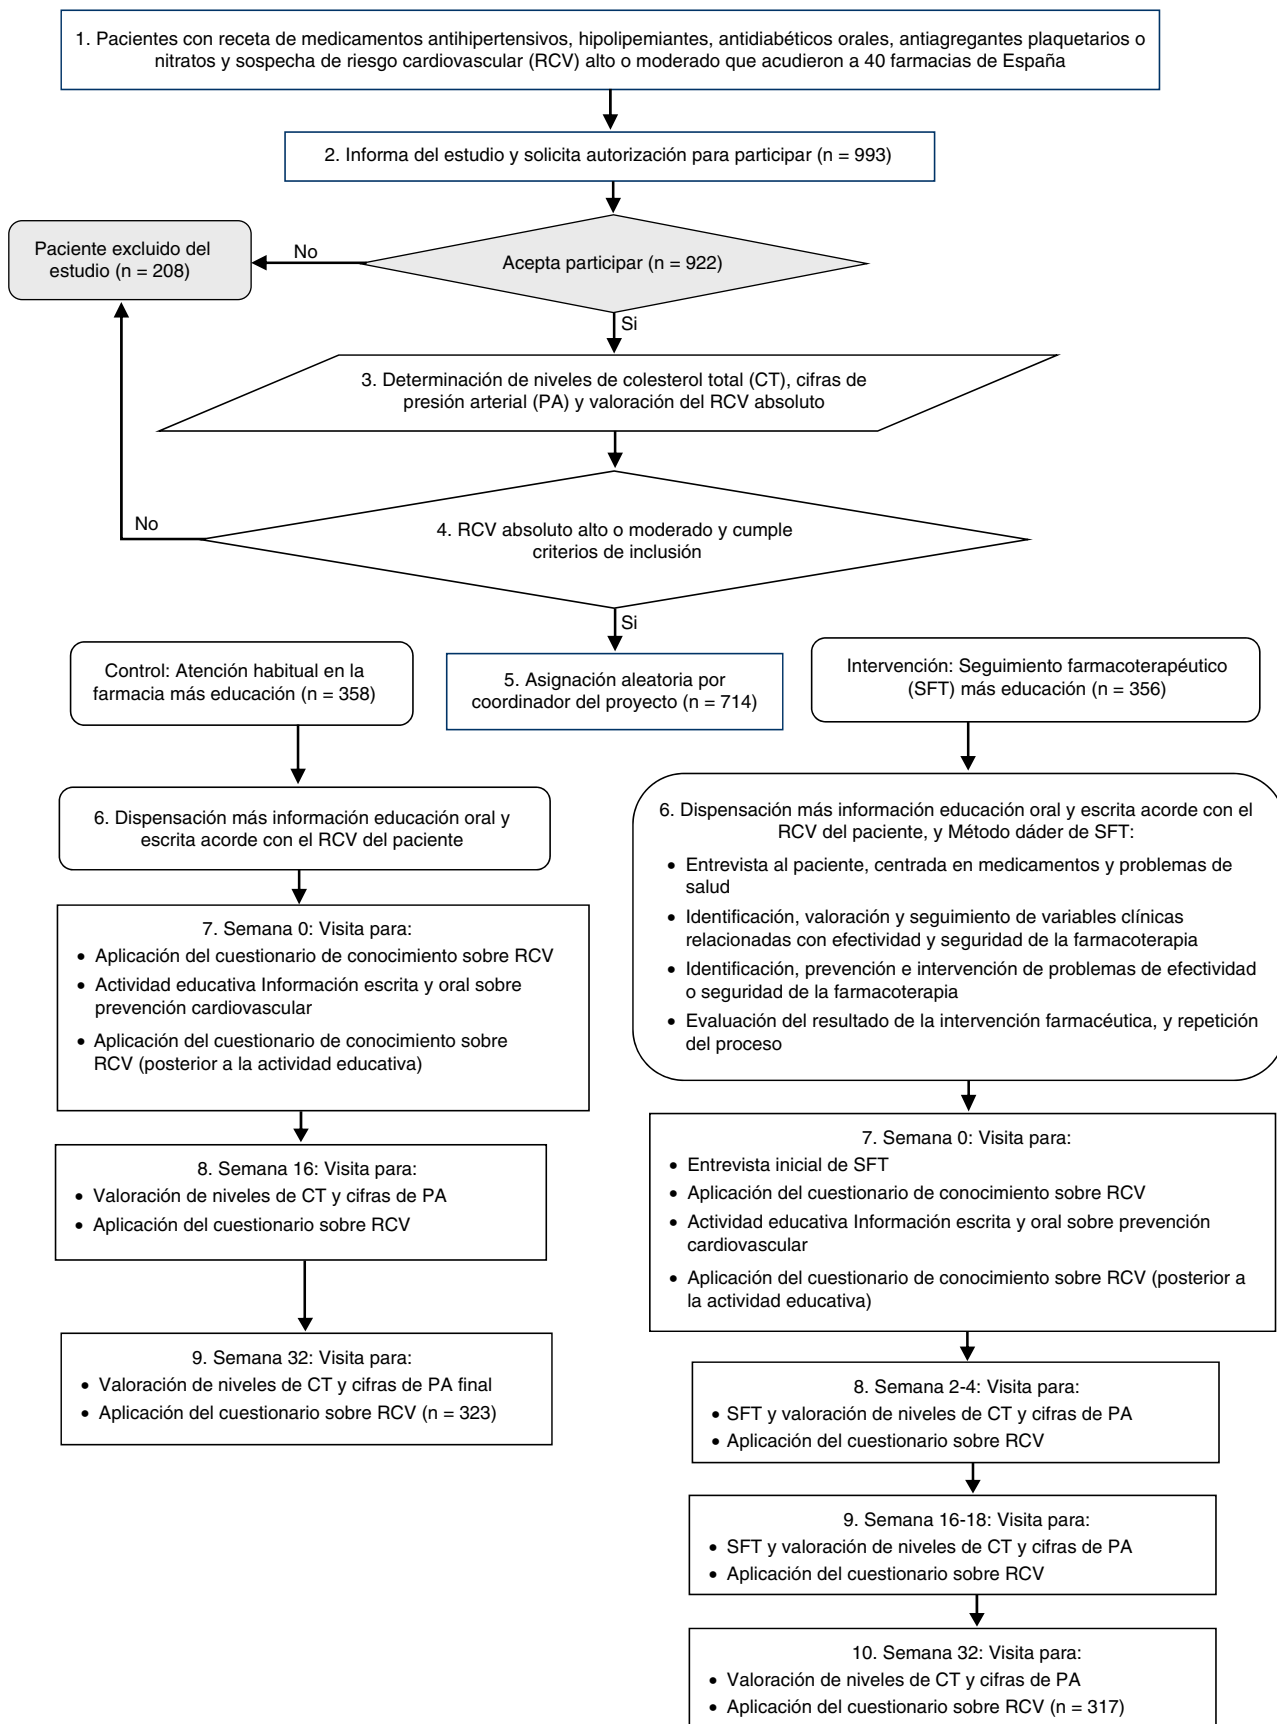 1. Pacientes con receta de medicamentos antihipertensivos, hipolipemiantes, antidiabéticos orales, antiagregantes plaquetarios o
nitratos y sospecha de riesgo cardiovascular (RCV) alto o moderado que acudieron a 40 farmacias de España
2. Informa del estudio y solicita autorización para participar (n = 993)
Paciente excluido del
estudio (n = 208)
No
Acepta participar (n = 922)
Si
3. Determinación de niveles de colesterol total (CT), cifras de
presión arterial (PA) y valoración del RCV absoluto
No
4. RCV absoluto alto o moderado y cumple
criterios de inclusión
Si
Control: Atención habitual en la
farmacia más educación (n = 358)
5. Asignación aleatoria por
coordinador del proyecto (n = 714)
Intervención: Seguimiento farmacoterapéutico
(SFT) más educación (n = 356)
6. Dispensación más información educación oral y
escrita acorde con el RCV del paciente
7. Semana 0: Visita para:
• Aplicación del cuestionario de conocimiento sobre RCV
• Actividad educativa Información escrita y oral sobre
prevención cardiovascular
• Aplicación del cuestionario de conocimiento sobre
RCV (posterior a la actividad educativa)
8. Semana 16: Visita para:
• Valoración de niveles de CT y cifras de PA
• Aplicación del cuestionario sobre RCV
9. Semana 32: Visita para:
• Valoración de niveles de CT y cifras de PA final
• Aplicación del cuestionario sobre RCV (n = 323)
6. Dispensación más información educación oral y escrita acorde con el
RCV del paciente, y Método dáder de SFT:
• Entrevista al paciente, centrada en medicamentos y problemas de
salud
• Identificación, valoración y seguimiento de variables clínicas
relacionadas con efectividad y seguridad de la farmacoterapia
• Identificación, prevención e intervención de problemas de efectividad
o seguridad de la farmacoterapia
• Evaluación del resultado de la intervención farmacéutica, y repetición
del proceso
7. Semana 0: Visita para:
• Entrevista inicial de SFT
• Aplicación del cuestionario de conocimiento sobre RCV
• Actividad educativa Información escrita y oral sobre prevención
cardiovascular
• Aplicación del cuestionario de conocimiento sobre RCV (posterior a
la actividad educativa)
8. Semana 2-4: Visita para:
• SFT y valoración de niveles de CT y cifras de PA
• Aplicación del cuestionario sobre RCV
9. Semana 16-18: Visita para:
• SFT y valoración de niveles de CT y cifras de PA
• Aplicación del cuestionario sobre RCV
10. Semana 32: Visita para:
• Valoración de niveles de CT y cifras de PA
• Aplicación del cuestionario sobre RCV (n = 317)